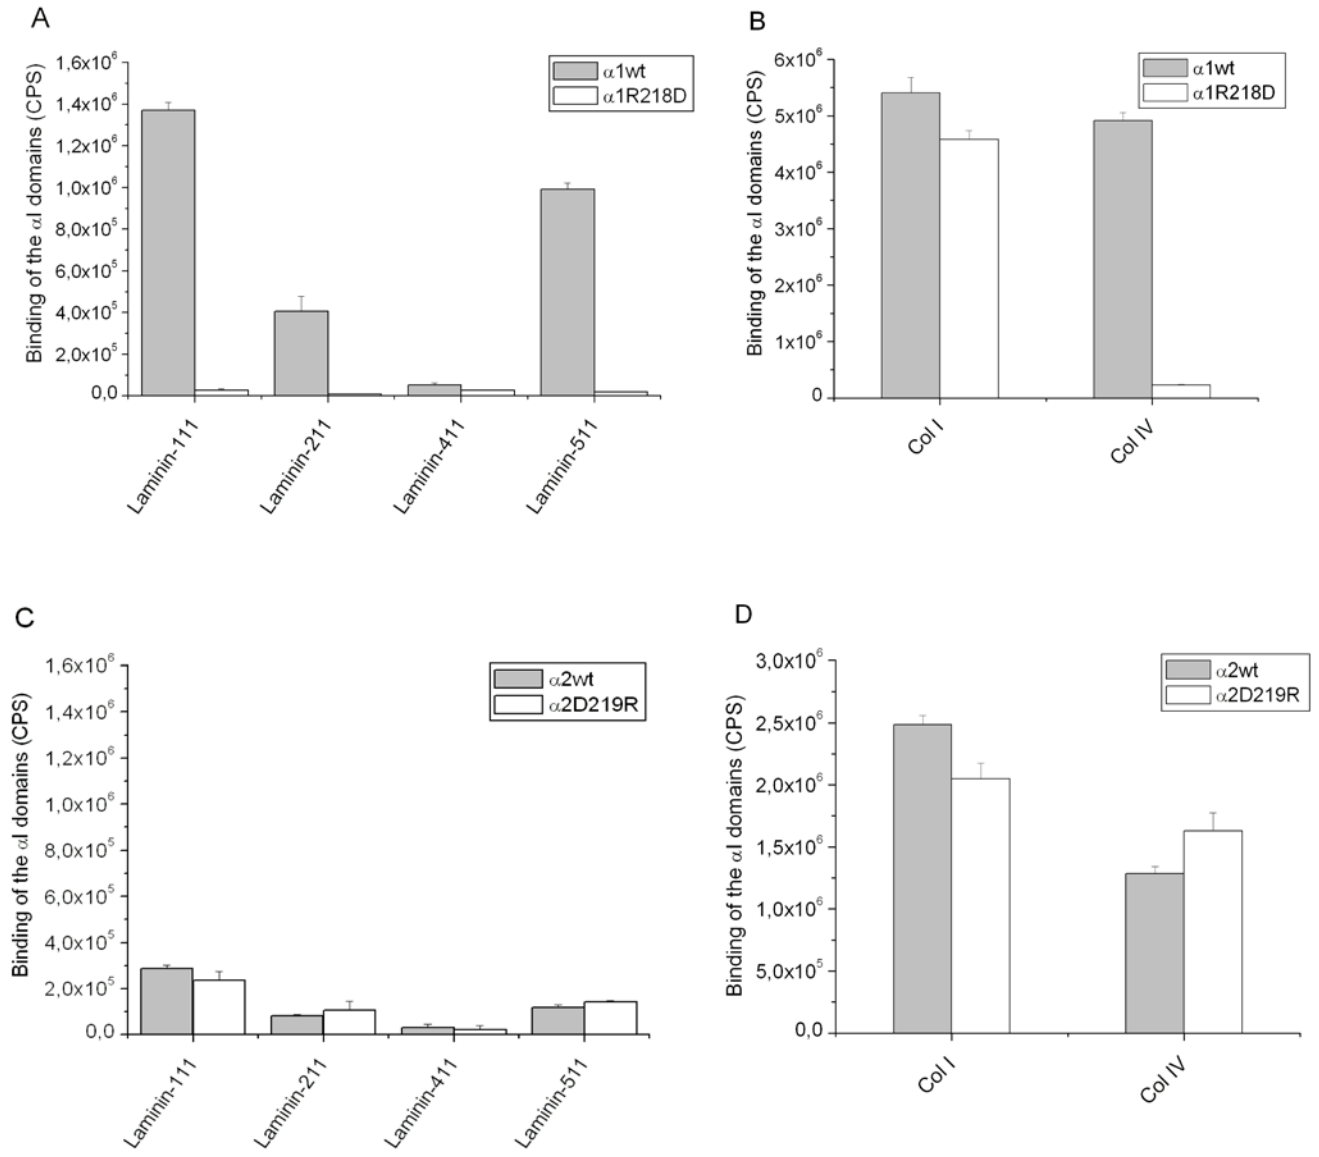 A
Binding of the αI domains (CPS)
1,6x10⁶
1,4x10⁶
1,2x10⁶
1,0x10⁶
8,0x10⁵
6,0x10⁵
4,0x10⁵
2,0x10⁵
0,0
α1wt
α1R218D
Laminin-111
Laminin-211
Laminin-411
Laminin-511
B
Binding of the αI domains (CPS)
6x10⁶
5x10⁶
4x10⁶
3x10⁶
2x10⁶
1x10⁶
0
α1wt
α1R218D
Col I
Col IV
C
Binding of the αI domains (CPS)
1,6x10⁶
1,4x10⁶
1,2x10⁶
1,0x10⁶
8,0x10⁵
6,0x10⁵
4,0x10⁵
2,0x10⁵
0,0
α2wt
α2D219R
Laminin-111
Laminin-211
Laminin-411
Laminin-511
D
Binding of the αI domains (CPS)
3,0x10⁶
2,5x10⁶
2,0x10⁶
1,5x10⁶
1,0x10⁶
5,0x10⁵
0,0
α2wt
α2D219R
Col I
Col IV